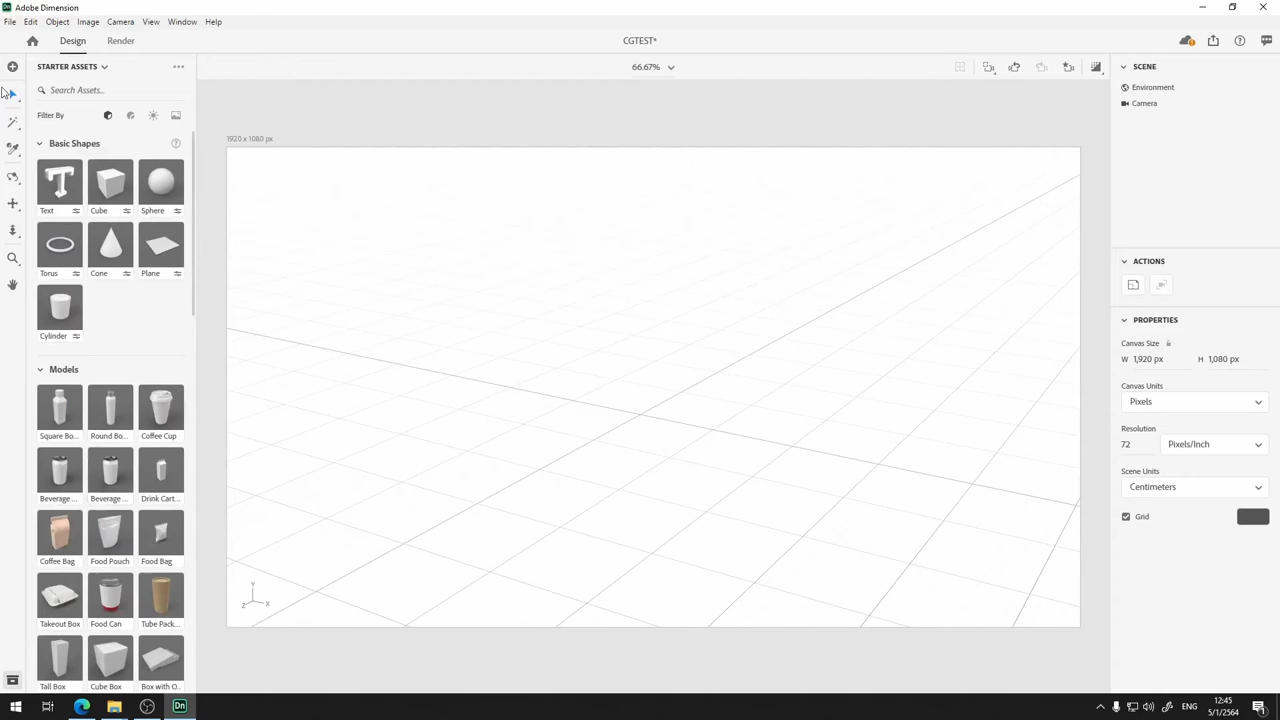 Dn Adobe Dimension
File Edit Object Image Camera View Window Help
Design Render CGTEST*
STARTER ASSETS
Search Assets...
Filter By
Basic Shapes
Text Cube Sphere
Torus Cone Plane
Cylinder
Models
Square Bo... Round Bo... Coffee Cup
Beverage ... Beverage ... Drink Cart...
Coffee Bag Food Pouch Food Bag
Takeout Box Food Can Tube Pack...
Tall Box Cube Box Box with O...
66.67%
1920 x 1080 px
Y
Z X
SCENE
Environment
Camera
ACTIONS
PROPERTIES
Canvas Size
W 1,920 px H 1,080 px
Canvas Units
Pixels
Resolution
72 Pixels/Inch
Scene Units
Centimeters
Grid
Dn
ENG
12:45
5/1/2564